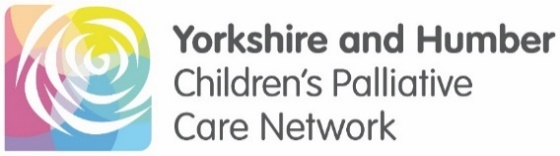 Yorkshire and Humber
Children's Palliative
Care Network